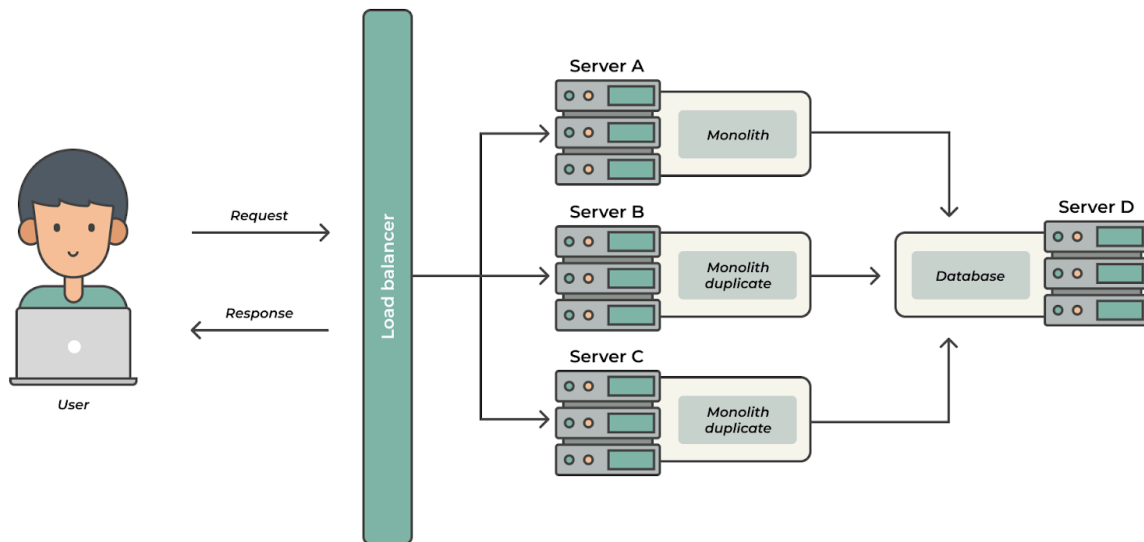 Server A
Monolith
Request
Response
User
Load balancer
Server B
Monolith
duplicate
Server C
Monolith
duplicate
Server D
Database